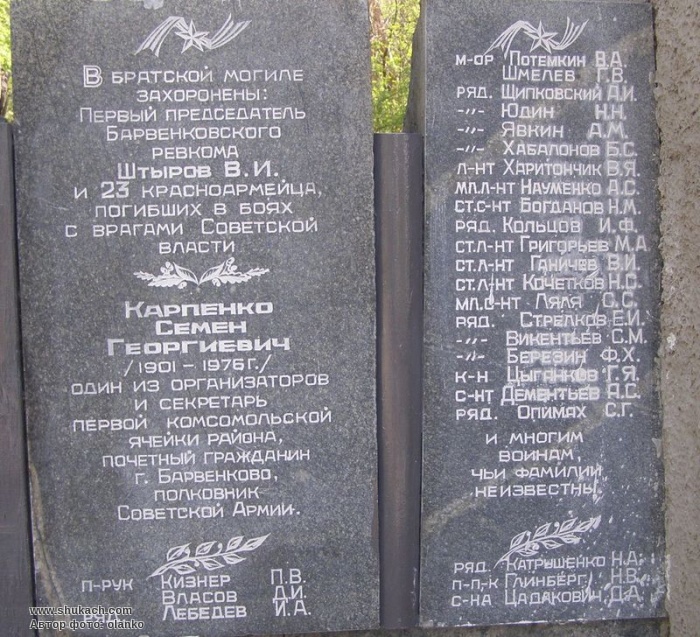 В БРАТСКОЙ МОГИЛЕ
ЗАХОРОНЕНЫ:
ПЕРВЫЙ ПРЕДСЕДАТЕЛЬ
БАРВЕНКОВСКОГО
РЕВКОМА
ШТЫРОВ В.И.
И 23 КРАСНОАРМЕЙЦА,
ПОГИБШИХ В БОЯХ
С ВРАГАМИ СОВЕТСКОЙ
ВЛАСТИ
КАРПЕНКО
СЕМЕН
ГЕОРГИЕВИЧ
/1901 – 1976 Г./
ОДИН ИЗ ОРГАНИЗАТОРОВ
И СЕКРЕТАРЬ
ПЕРВОЙ КОМСОМОЛЬСКОЙ
ЯЧЕЙКИ РАЙОНА,
ПОЧЕТНЫЙ ГРАЖДАНИН
Г. БАРВЕНКОВО,
ПОЛКОВНИК
СОВЕТСКОЙ АРМИИ.
П-РУК КИЗНЕР П.В.
ВЛАСОВ Д.И.
РЯД. ЛЕБЕДЕВ И.А.
М-ОР ПОТЕМКИН В.А.
ШМЕЛЕВ Г.В.
РЯД. ЩИПКОВСКИЙ А.И.
-"- ЮДИН Н.Н.
-"- ЯВКИН А.М.
-"- ХАБАЛОНОВ Б.С.
Л-НТ ХАРИТОНЧИК В.Я.
МЛ.Л-НТ НАУМЕНКО А.С.
СТ.С-НТ БОГДАНОВ Н.М.
РЯД. КОЛЬЦОВ И.Ф.
СТ.Л-НТ ГРИГОРЬЕВ М.А.
СТ.Л-НТ ГАНИЧЕВ В.И.
СТ.Л-НТ КОЧЕТКОВ Н.С.
МЛ.С-НТ ЛЯЛЯ С.С.
РЯД. СТРЕЛКОВ Е.И.
-"- ВИКЕНТЬЕВ С.М.
-"- БЕРЕЗИН Ф.Х.
К-Н ЦЫГАНКОВ Г.Я.
С-НТ ДЕМЕНТЬЕВ А.С.
РЯД. ОПИМАХ С.Г.
И МНОГИМ
ВОИНАМ,
ЧЬИ ФАМИЛИИ
НЕИЗВЕСТНЫ.
РЯД. КАТРУШЕНКО Н.А.
П-П-К ГЛИНБЕРГ Н.В.
С-НА ЦАДАКОВИЧ Д.А.
www.shukach.com
Автор фото: olanko